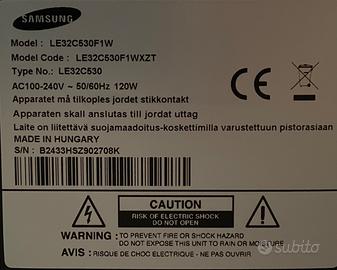 SAMSUNG
Model : LE32C530F1W
Model Code : LE32C530F1WXZT
Type No. : LE32C530
AC100-240V ~ 50/60Hz 120W
Apparatet må tilkoples jordet stikkontakt
Apparaten skall anslutas till jordat uttag
Laite on liitettävä suojamaadoitus-koskettimilla varustettuun pistorasiaan
MADE IN HUNGARY
S/N : B2433HSZ902708K
CE
CAUTION
RISK OF ELECTRIC SHOCK
DO NOT OPEN
WARNING : TO PREVENT FIRE OR SHOCK HAZARD
DO NOT EXPOSE THIS UNIT TO RAIN OR MOISTURE
AVIS : RISQUE DE CHOC ÉLECTRIQUE - NE PAS
subito